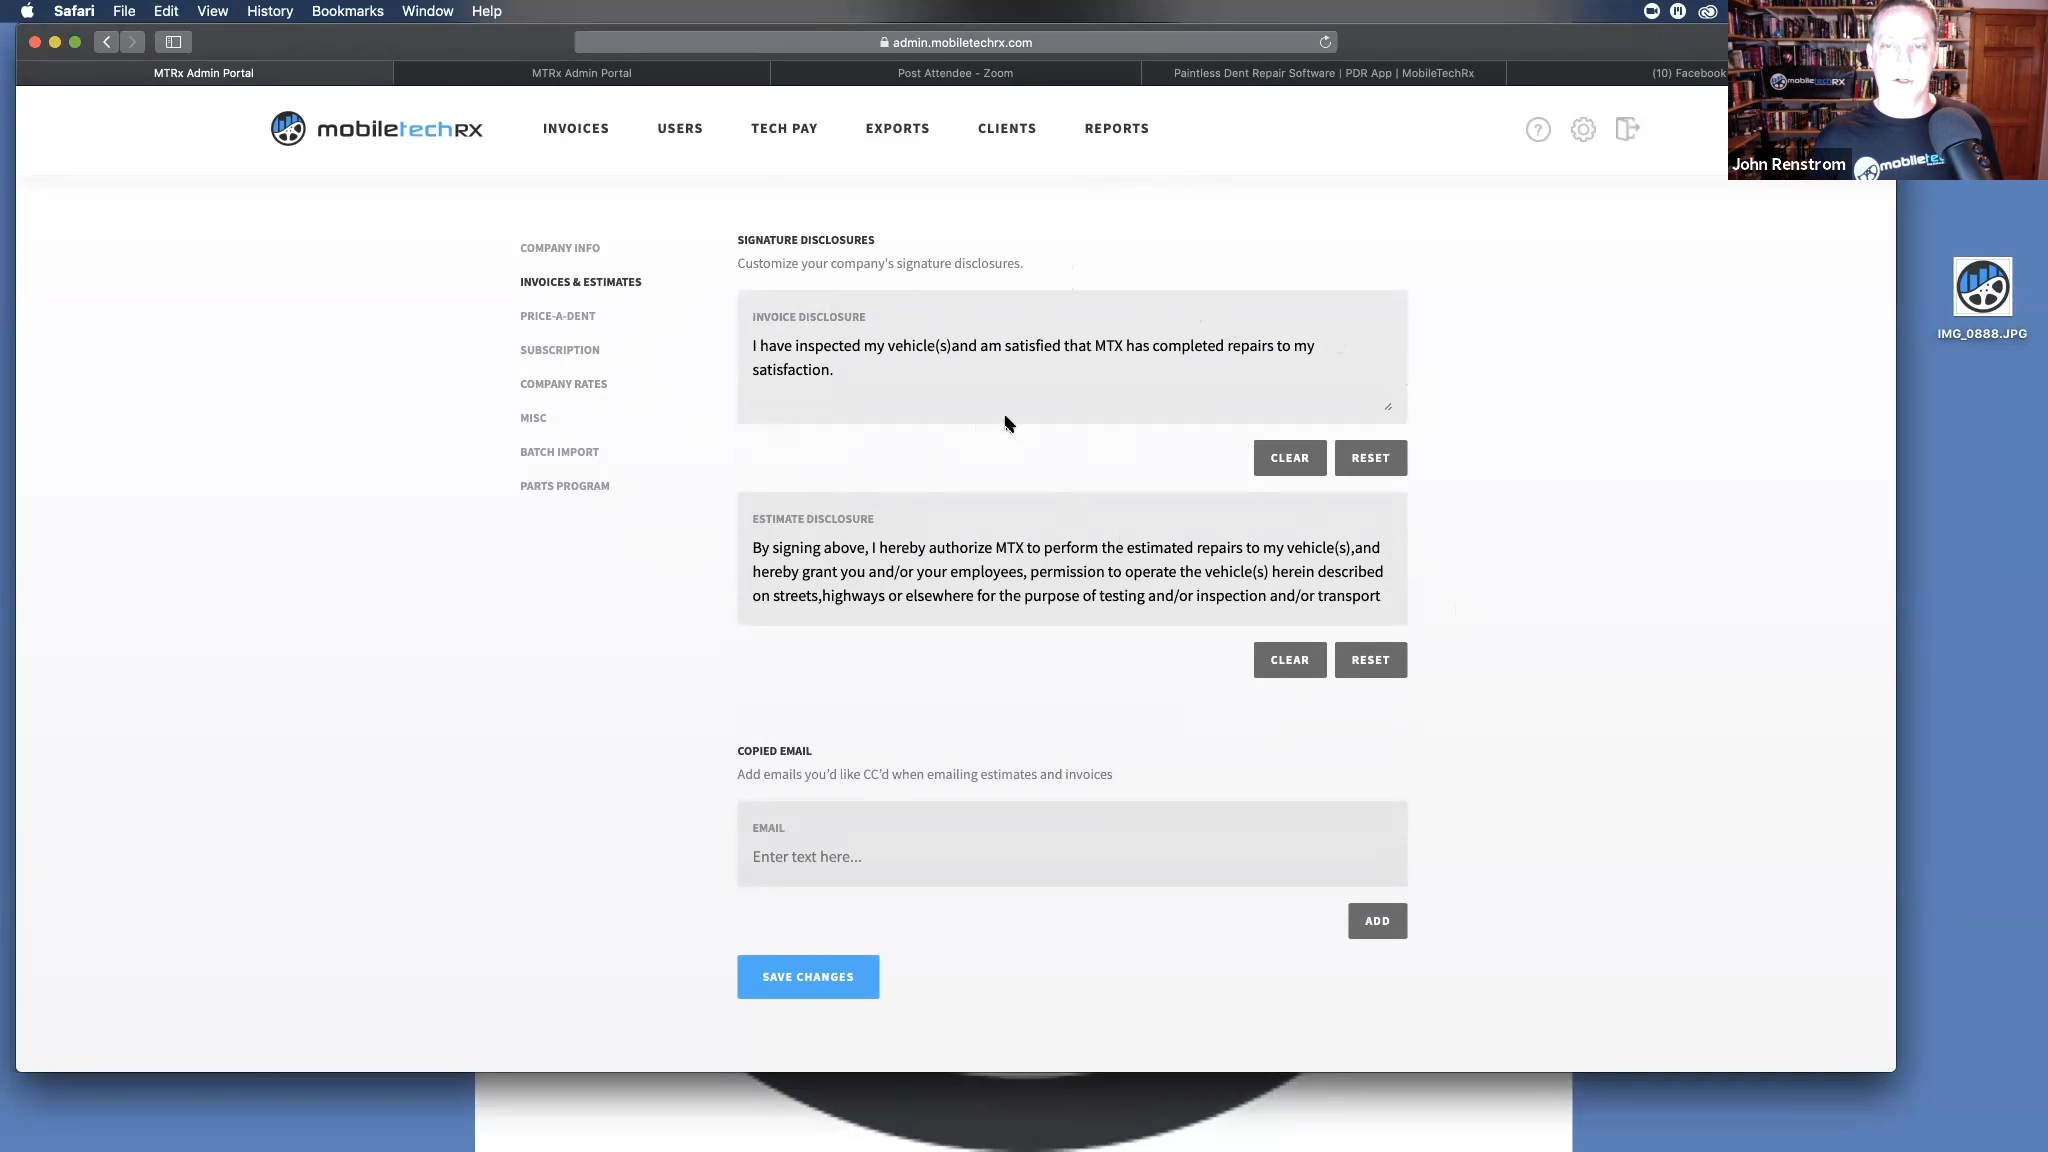 Safari File Edit View History Bookmarks Window Help
admin.mobiletechrx.com
MTRx Admin Portal
MTRx Admin Portal
Post Attendee - Zoom
Paintless Dent Repair Software | PDR App | MobileTechRx
(10) Facebook
mobiletechRX
John Renstrom
mobiletechRX
INVOICES
USERS
TECH PAY
EXPORTS
CLIENTS
REPORTS
?
COMPANY INFO
INVOICES & ESTIMATES
PRICE-A-DENT
SUBSCRIPTION
COMPANY RATES
MISC
BATCH IMPORT
PARTS PROGRAM
SIGNATURE DISCLOSURES
Customize your company's signature disclosures.
INVOICE DISCLOSURE
I have inspected my vehicle(s)and am satisfied that MTX has completed repairs to my
satisfaction.
CLEAR
RESET
ESTIMATE DISCLOSURE
By signing above, I hereby authorize MTX to perform the estimated repairs to my vehicle(s),and
hereby grant you and/or your employees, permission to operate the vehicle(s) herein described
on streets,highways or elsewhere for the purpose of testing and/or inspection and/or transport
CLEAR
RESET
COPIED EMAIL
Add emails you'd like CC'd when emailing estimates and invoices
EMAIL
Enter text here...
ADD
SAVE CHANGES
IMG_0888.JPG